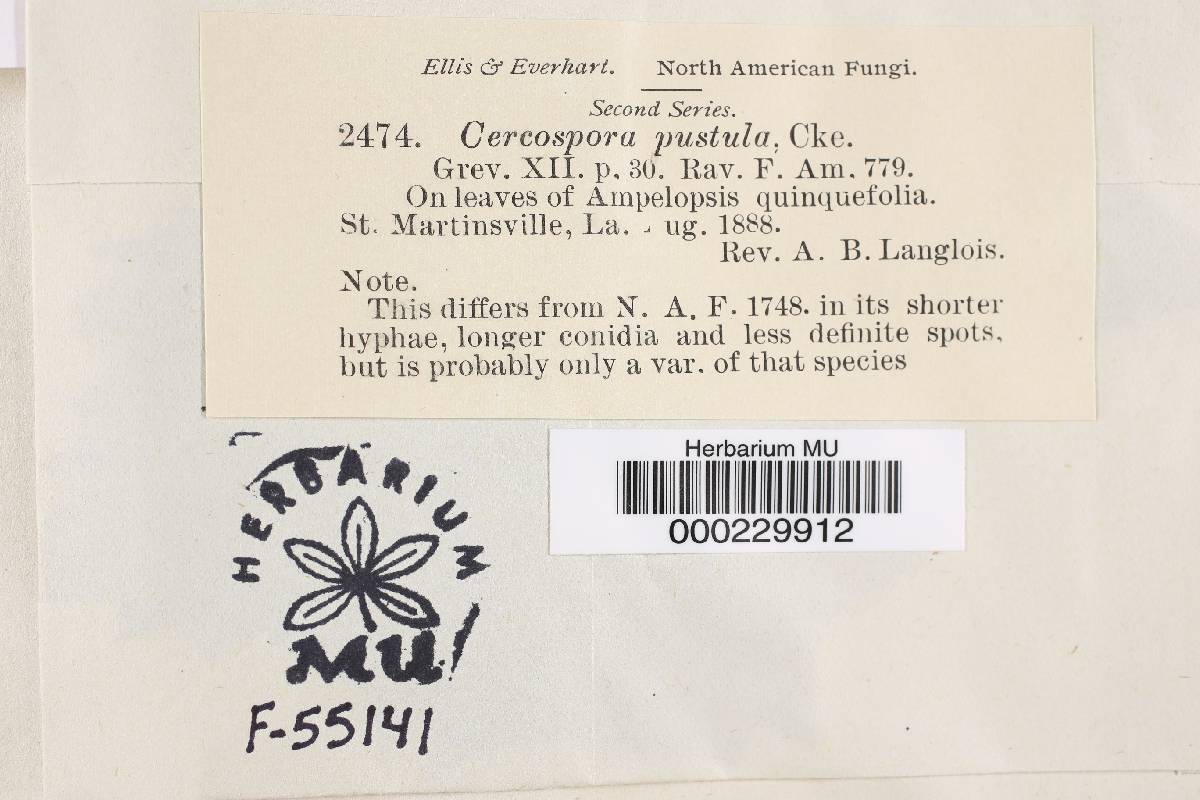 Ellis & Everhart. North American Fungi.
Second Series.
2474. Cercospora pustula, Cke.
Grev. XII. p. 30. Rav. F. Am. 779.
On leaves of Ampelopsis quinquefolia.
St. Martinsville, La. ug. 1888.
Rev. A. B. Langlois.
Note.
This differs from N. A. F. 1748. in its shorter
hyphae, longer conidia and less definite spots,
but is probably only a var. of that species
Herbarium MU
000229912
HERBARIUM
MU
F-55141